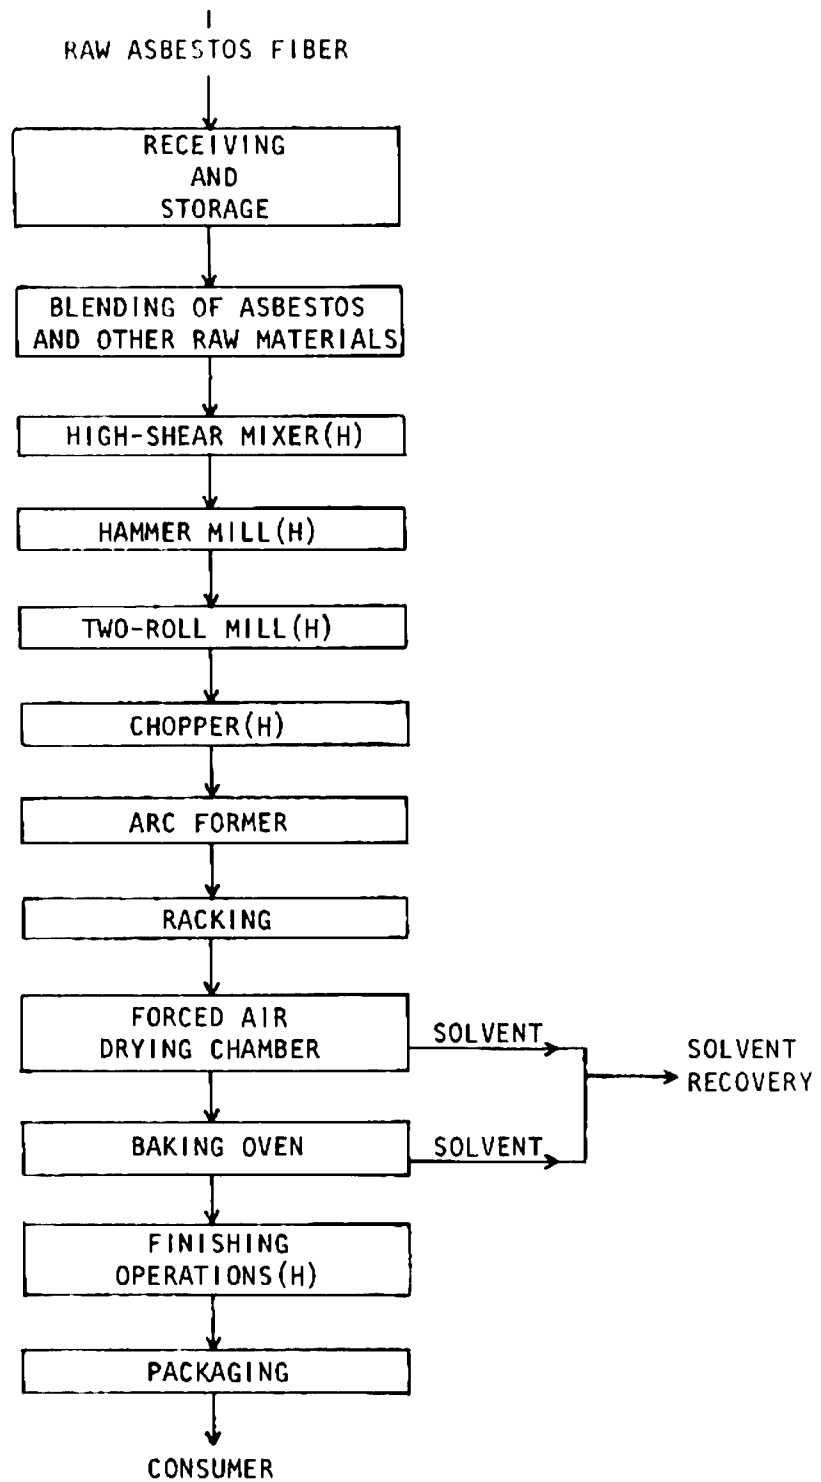 RAW ASBESTOS FIBER
RECEIVING
AND
STORAGE
BLENDING OF ASBESTOS
AND OTHER RAW MATERIALS
HIGH-SHEAR MIXER(H)
HAMMER MILL(H)
TWO-ROLL MILL(H)
CHOPPER(H)
ARC FORMER
RACKING
FORCED AIR
DRYING CHAMBER
SOLVENT
SOLVENT
RECOVERY
BAKING OVEN
SOLVENT
FINISHING
OPERATIONS(H)
PACKAGING
CONSUMER